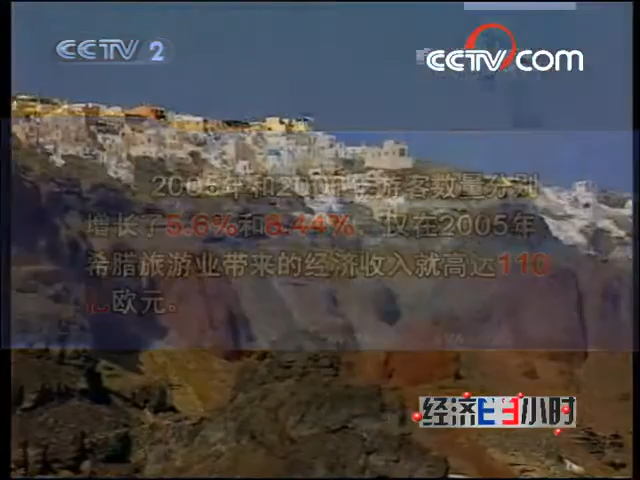 CCTV 2
CCTV.com
2005年和200 年游客数量分别
增长了5.6%和8.44%。仅在2005年
希腊旅游业带来的经济收入就高达110
欧元。
经济 小时